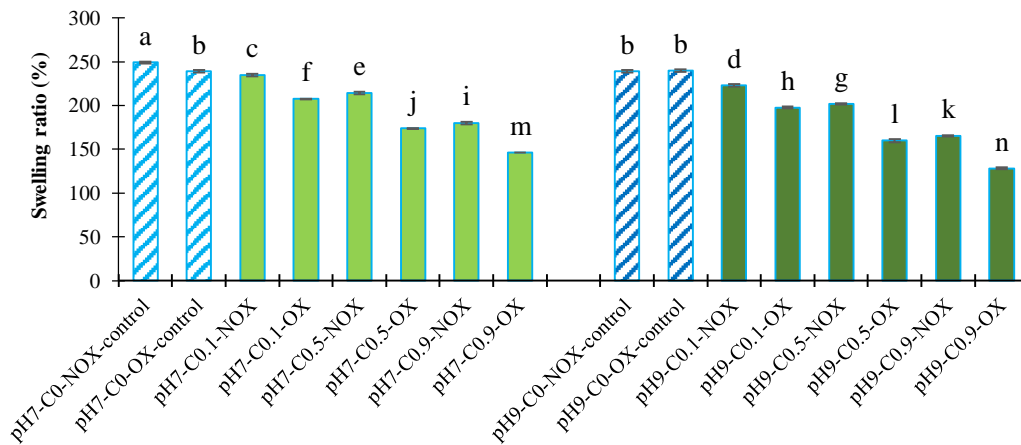 Swelling ratio (%)
300
250
200
150
100
50
0
a
b
c
f
e
j
i
m
b
b
d
h
g
l
k
n
pH7-C0-NOX-control
pH7-C0-OX-control
pH7-C0.1-NOX
pH7-C0.1-OX
pH7-C0.5-NOX
pH7-C0.5-OX
pH7-C0.9-NOX
pH7-C0.9-OX
pH9-C0-NOX-control
pH9-C0-OX-control
pH9-C0.1-NOX
pH9-C0.1-OX
pH9-C0.5-NOX
pH9-C0.5-OX
pH9-C0.9-NOX
pH9-C0.9-OX